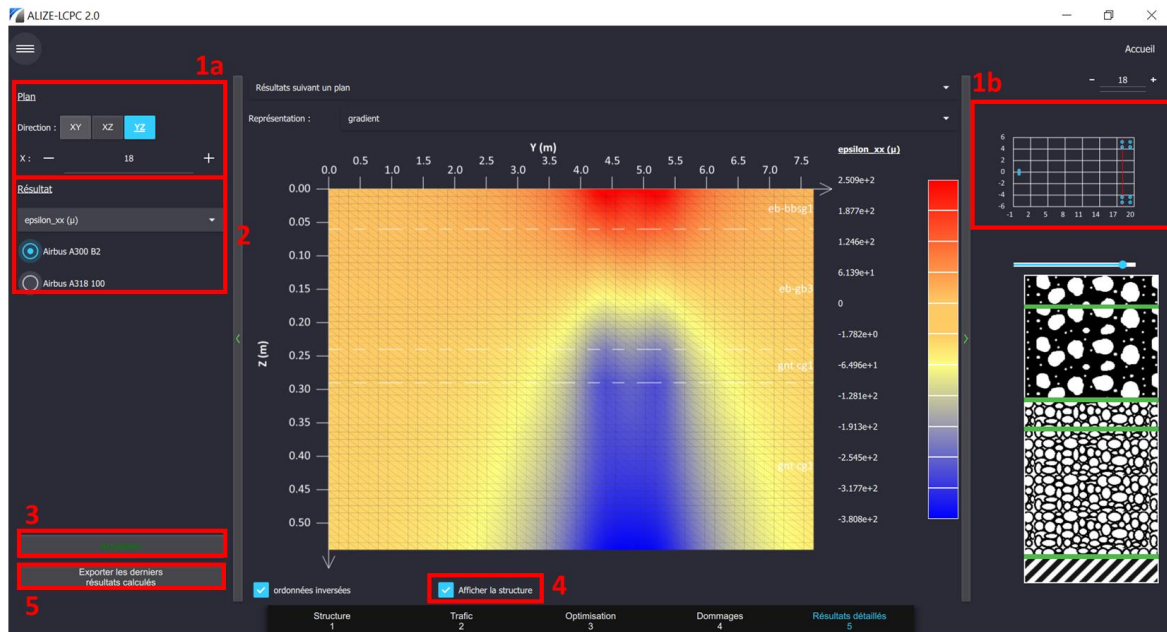 ALIZE-LCPC 2.0
Accueil
1a
Plan
Direction : XY XZ YZ
X : — 18 +
Résultat
epsilon_xx (μ)
Airbus A300 B2
Airbus A318 100
2
3
Exporter les derniers
résultats calculés
5
Résultats suivant un plan
Représentation : gradient
Y (m)
0.5 1.5 2.5 3.5 4.5 5.5 6.5 7.5
0.0 1.0 2.0 3.0 4.0 5.0 6.0 7.0
Z (m)
0.00
0.05
0.10
0.15
0.20
0.25
0.30
0.35
0.40
0.45
0.50
eb-bbsg1
eb-gb3
gnt cg1
gnt cg1
epsilon_xx (μ)
2.509e+2
1.877e+2
1.246e+2
6.139e+1
0
-1.782e+0
-6.496e+1
-1.281e+2
-1.913e+2
-2.545e+2
-3.177e+2
-3.808e+2
ordonnées inversées
Afficher la structure
4
Structure
1
Trafic
2
Optimisation
3
Dommages
4
Résultats détaillés
5
1b
- 18 +
6
4
2
0
-2
-4
-6
-1 2 5 8 11 14 17 20